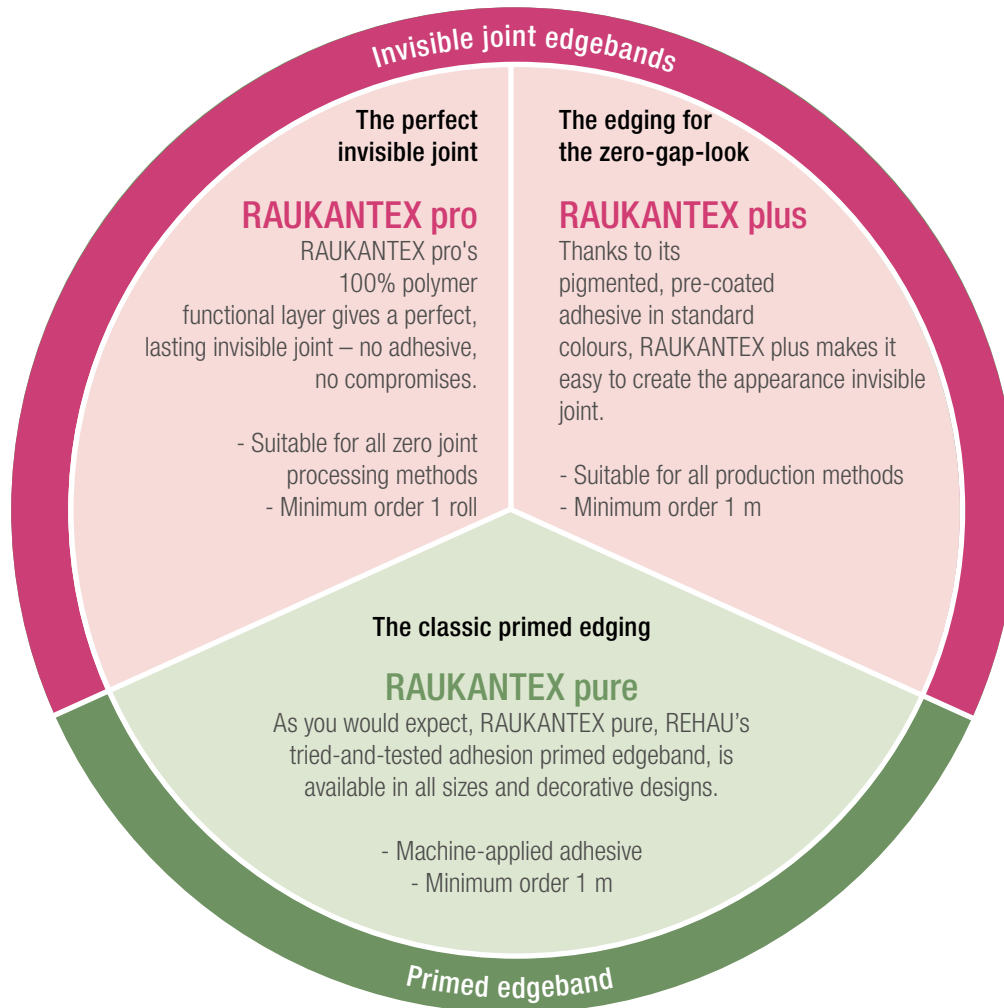 Invisible joint edgebands
The perfect
invisible joint
RAUKANTEX pro
RAUKANTEX pro's
100% polymer
functional layer gives a perfect,
lasting invisible joint – no adhesive,
no compromises.
- Suitable for all zero joint
processing methods
- Minimum order 1 roll
The edging for
the zero-gap-look
RAUKANTEX plus
Thanks to its
pigmented, pre-coated
adhesive in standard
colours, RAUKANTEX plus makes it
easy to create the appearance invisible
joint.
- Suitable for all production methods
- Minimum order 1 m
The classic primed edging
RAUKANTEX pure
As you would expect, RAUKANTEX pure, REHAU’s
tried-and-tested adhesion primed edgeband, is
available in all sizes and decorative designs.
- Machine-applied adhesive
- Minimum order 1 m
Primed edgeband